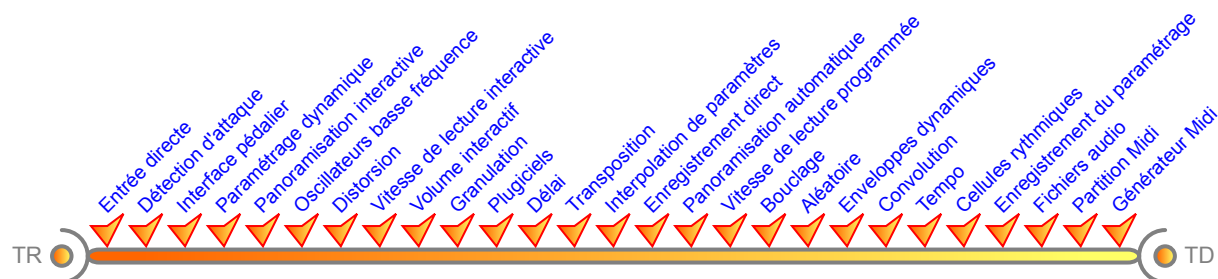 Entrée directe
Détection d'attaque
Interface pédalier
Paramétrage dynamique
Panoramisation interactive
Oscillateurs basse fréquence
Distorsion
Vitesse de lecture interactive
Volume interactif
Granulation
Plugiciels
Délai
Transposition
Interpolation de paramètres
Enregistrement direct
Panoramisation automatique
Vitesse de lecture programmée
Bouclage
Aléatoire
Enveloppes dynamiques
Convolution
Tempo
Cellules rythmiques
Enregistrement du paramétrage
Fichiers audio
Partition Midi
Générateur Midi
TR
TD